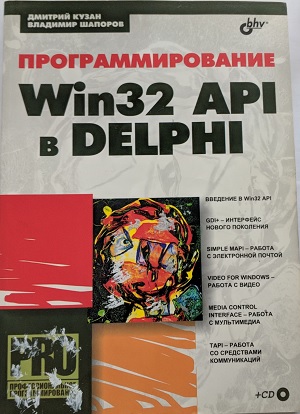 ДМИТРИЙ КУЗАН
ВЛАДИМИР ШАПОРОВ
bhv
ПРОГРАММИРОВАНИЕ
Win32 API
в DELPHI
ВВЕДЕНИЕ В Win32 API
GDI+ – ИНТЕРФЕЙС
НОВОГО ПОКОЛЕНИЯ
SIMPLE MAPI – РАБОТА
С ЭЛЕКТРОННОЙ ПОЧТОЙ
VIDEO FOR WINDOWS –
РАБОТА С ВИДЕО
MEDIA CONTROL
INTERFACE – РАБОТА
С МУЛЬТИМЕДИА
TAPI – РАБОТА
СО СРЕДСТВАМИ
КОММУНИКАЦИЙ
PRO
ПРОФЕССИОНАЛЬНОЕ
ПРОГРАММИРОВАНИЕ
+CD